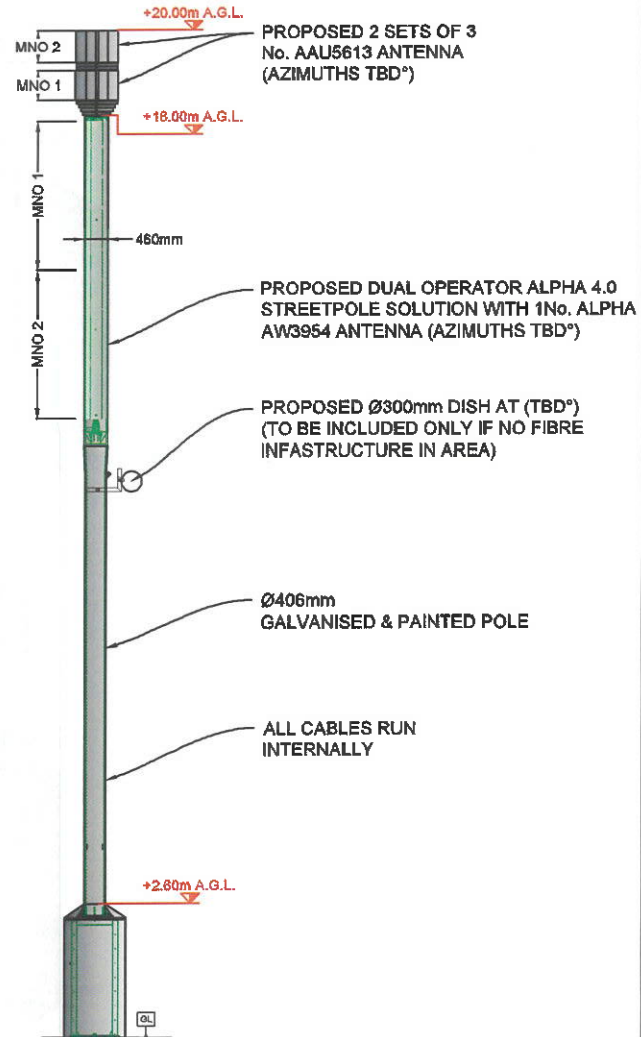 +20.00m A.G.L.
MNO 2
MNO 1
PROPOSED 2 SETS OF 3
No. AAU5613 ANTENNA
(AZIMUTHS TBD°)
+18.00m A.G.L.
MNO 1
460mm
MNO 2
PROPOSED DUAL OPERATOR ALPHA 4.0
STREETPOLE SOLUTION WITH 1No. ALPHA
AW3954 ANTENNA (AZIMUTHS TBD°)
PROPOSED Ø300mm DISH AT (TBD°)
(TO BE INCLUDED ONLY IF NO FIBRE
INFASTRUCTURE IN AREA)
Ø406mm
GALVANISED & PAINTED POLE
ALL CABLES RUN
INTERNALLY
+2.60m A.G.L.
GL